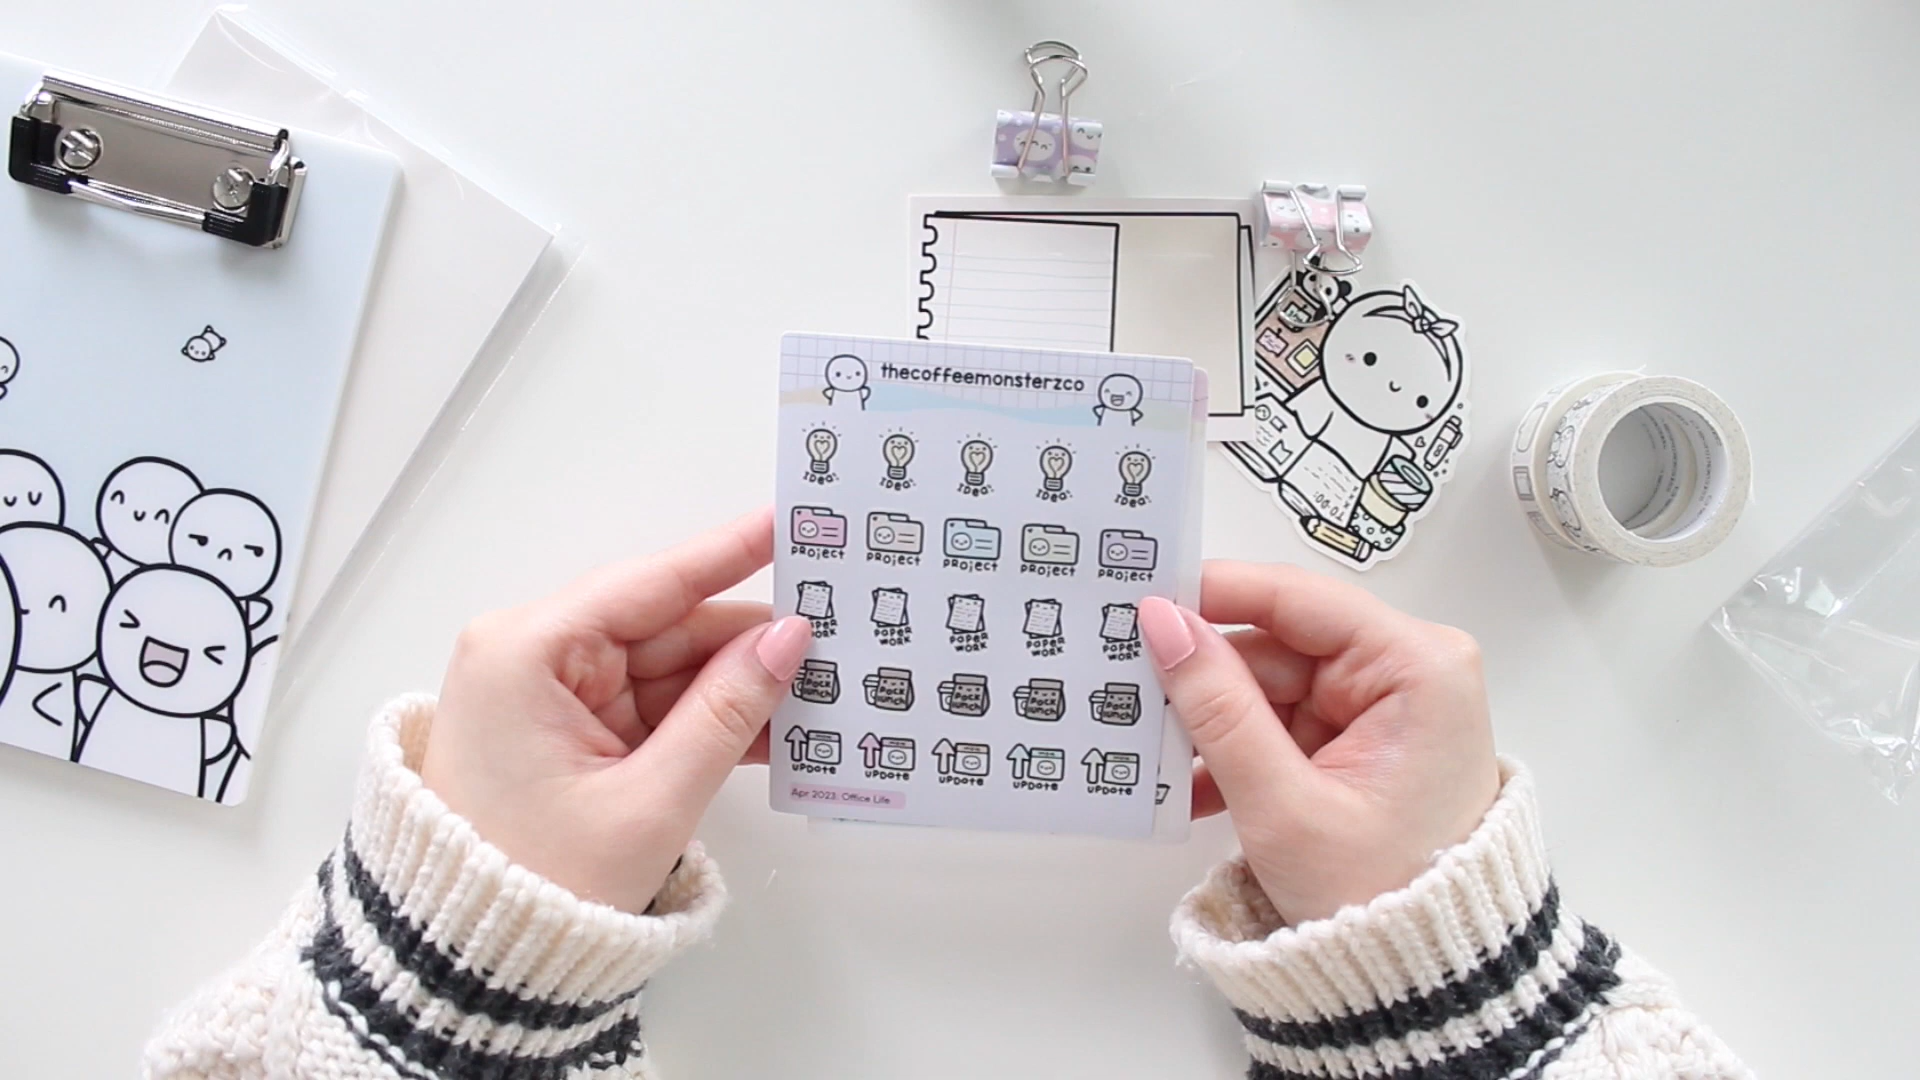 thecoffeemonsterzco
IDea! IDea! IDea! IDea! IDea!
PRoject PRoject PRoject PRoject PRoject
PaPeR PaPeR PaPeR PaPeR
WoRK WoRK WoRK WoRK WoRK
Pack Pack Pack Pack Pack
Lunch Lunch Lunch Lunch Lunch
uPDate uPDate uPDate uPDate uPDate
Apr 2023: Office Life
TO-DO: